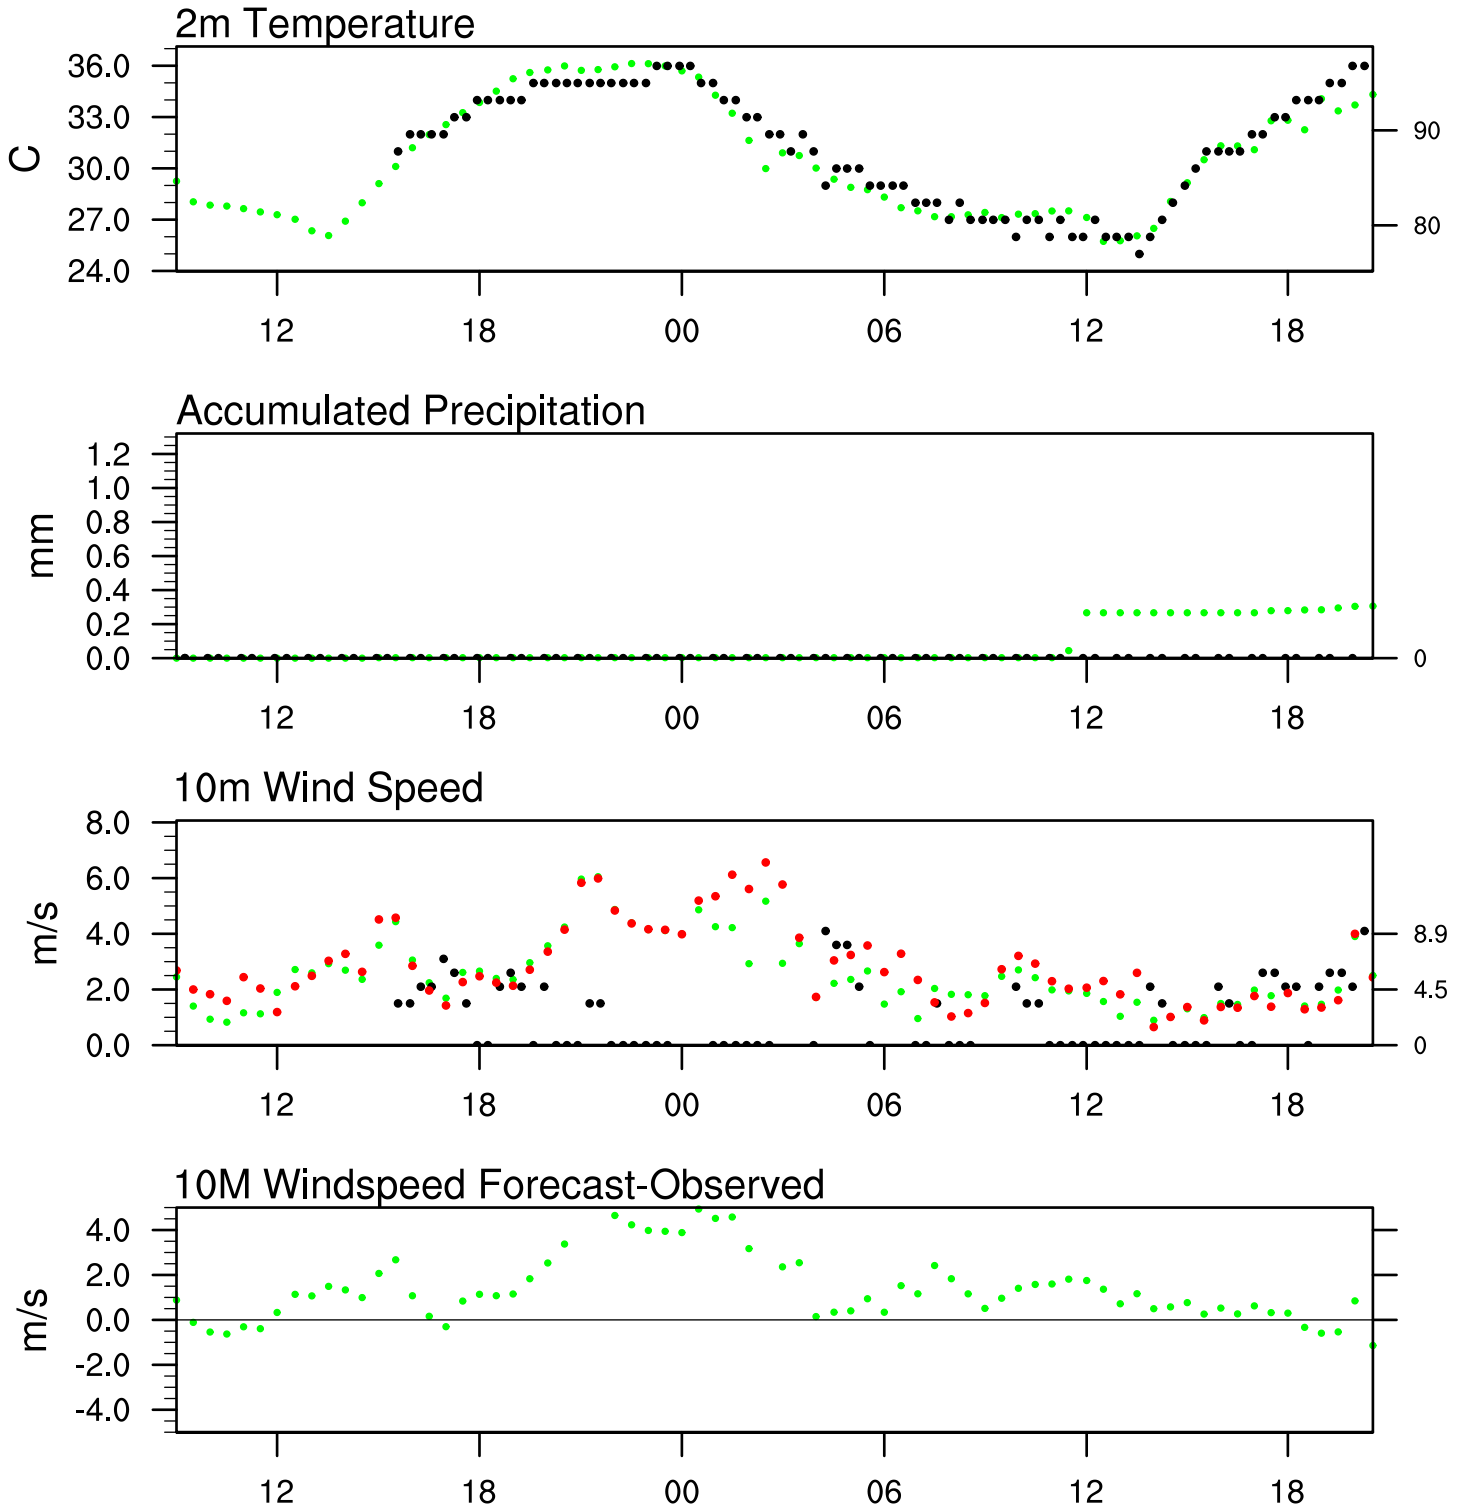 2m Temperature
36.0
33.0
30.0
27.0
24.0
C
90
80
12 18 00 06 12 18
Accumulated Precipitation
1.2
1.0
0.8
0.6
0.4
0.2
0.0
mm
0
12 18 00 06 12 18
10m Wind Speed
8.0
6.0
4.0
2.0
0.0
m/s
8.9
4.5
0
12 18 00 06 12 18
10M Windspeed Forecast-Observed
4.0
2.0
0.0
-2.0
-4.0
m/s
12 18 00 06 12 18